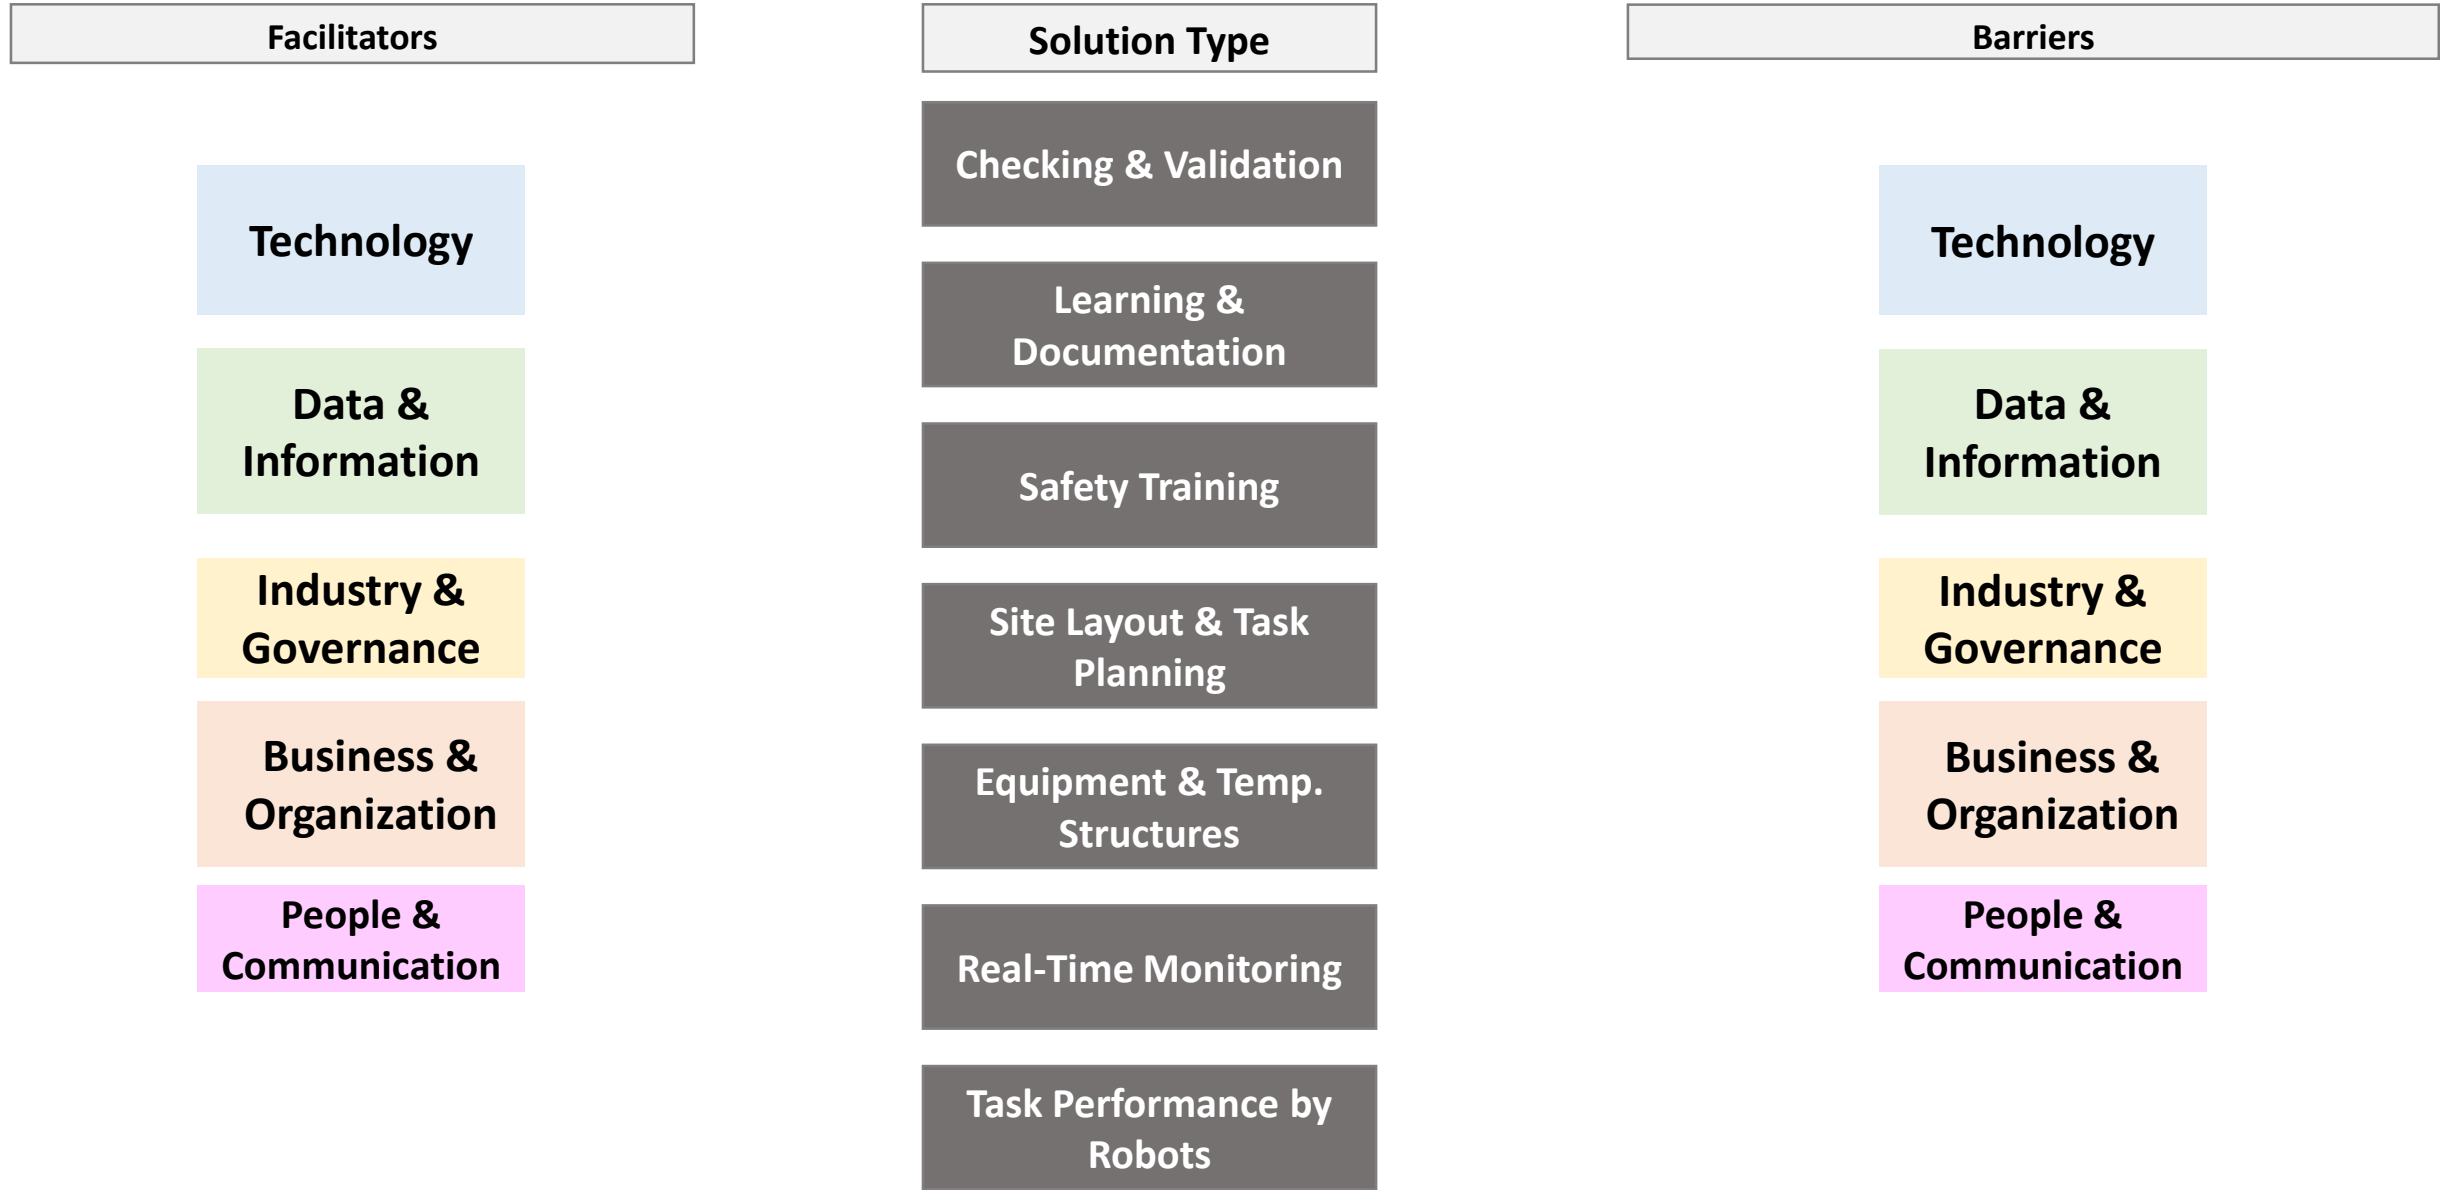 Facilitators
Technology
Data &
Information
Industry &
Governance
Business &
Organization
People &
Communication
Solution Type
Checking & Validation
Learning &
Documentation
Safety Training
Site Layout & Task
Planning
Equipment & Temp.
Structures
Real-Time Monitoring
Task Performance by
Robots
Barriers
Technology
Data &
Information
Industry &
Governance
Business &
Organization
People &
Communication